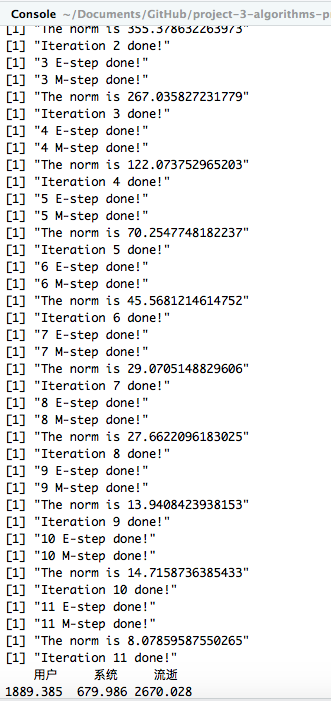 Console ~/Documents/GitHub/project-3-algorithms-p
[1] "The norm is 355.378632263973"
[1] "Iteration 2 done!"
[1] "3 E-step done!"
[1] "3 M-step done!"
[1] "The norm is 267.035827231779"
[1] "Iteration 3 done!"
[1] "4 E-step done!"
[1] "4 M-step done!"
[1] "The norm is 122.073752965203"
[1] "Iteration 4 done!"
[1] "5 E-step done!"
[1] "5 M-step done!"
[1] "The norm is 70.2547748182237"
[1] "Iteration 5 done!"
[1] "6 E-step done!"
[1] "6 M-step done!"
[1] "The norm is 45.5681214614752"
[1] "Iteration 6 done!"
[1] "7 E-step done!"
[1] "7 M-step done!"
[1] "The norm is 29.0705148829606"
[1] "Iteration 7 done!"
[1] "8 E-step done!"
[1] "8 M-step done!"
[1] "The norm is 27.6622096183025"
[1] "Iteration 8 done!"
[1] "9 E-step done!"
[1] "9 M-step done!"
[1] "The norm is 13.9408423938153"
[1] "Iteration 9 done!"
[1] "10 E-step done!"
[1] "10 M-step done!"
[1] "The norm is 14.7158736385433"
[1] "Iteration 10 done!"
[1] "11 E-step done!"
[1] "11 M-step done!"
[1] "The norm is 8.07859587550265"
[1] "Iteration 11 done!"
用户 系统 流逝
1889.385 679.986 2670.028